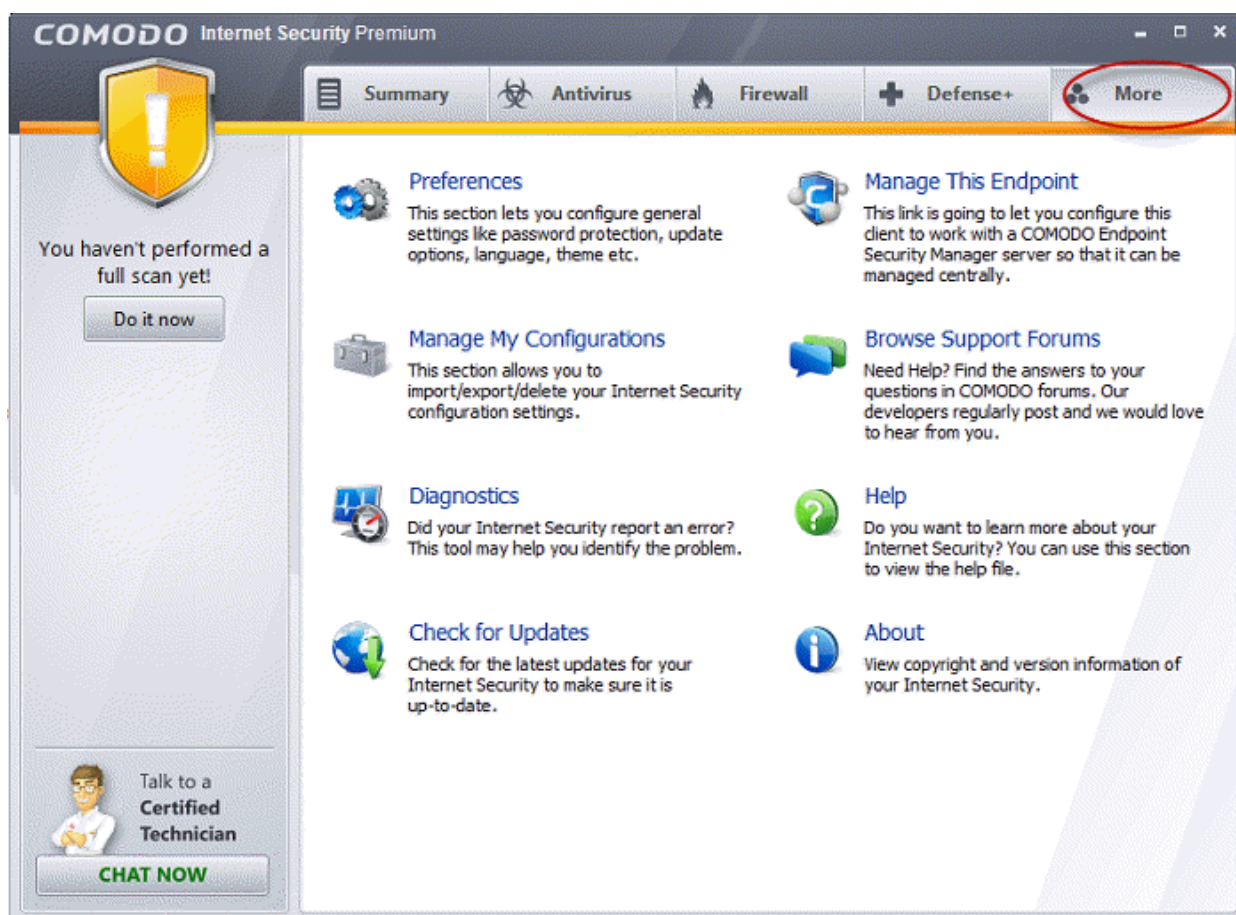 COMODO Internet Security Premium
Summary
Antivirus
Firewall
Defense+
More
You haven't performed a
full scan yet!
Do it now
Preferences
This section lets you configure general
settings like password protection, update
options, language, theme etc.
Manage This Endpoint
This link is going to let you configure this
client to work with a COMODO Endpoint
Security Manager server so that it can be
managed centrally.
Manage My Configurations
This section allows you to
import/export/delete your Internet Security
configuration settings.
Browse Support Forums
Need Help? Find the answers to your
questions in COMODO forums. Our
developers regularly post and we would love
to hear from you.
Diagnostics
Did your Internet Security report an error?
This tool may help you identify the problem.
Help
Do you want to learn more about your
Internet Security? You can use this section
to view the help file.
Check for Updates
Check for the latest updates for your
Internet Security to make sure it is
up-to-date.
About
View copyright and version information of
your Internet Security.
Talk to a
Certified
Technician
CHAT NOW